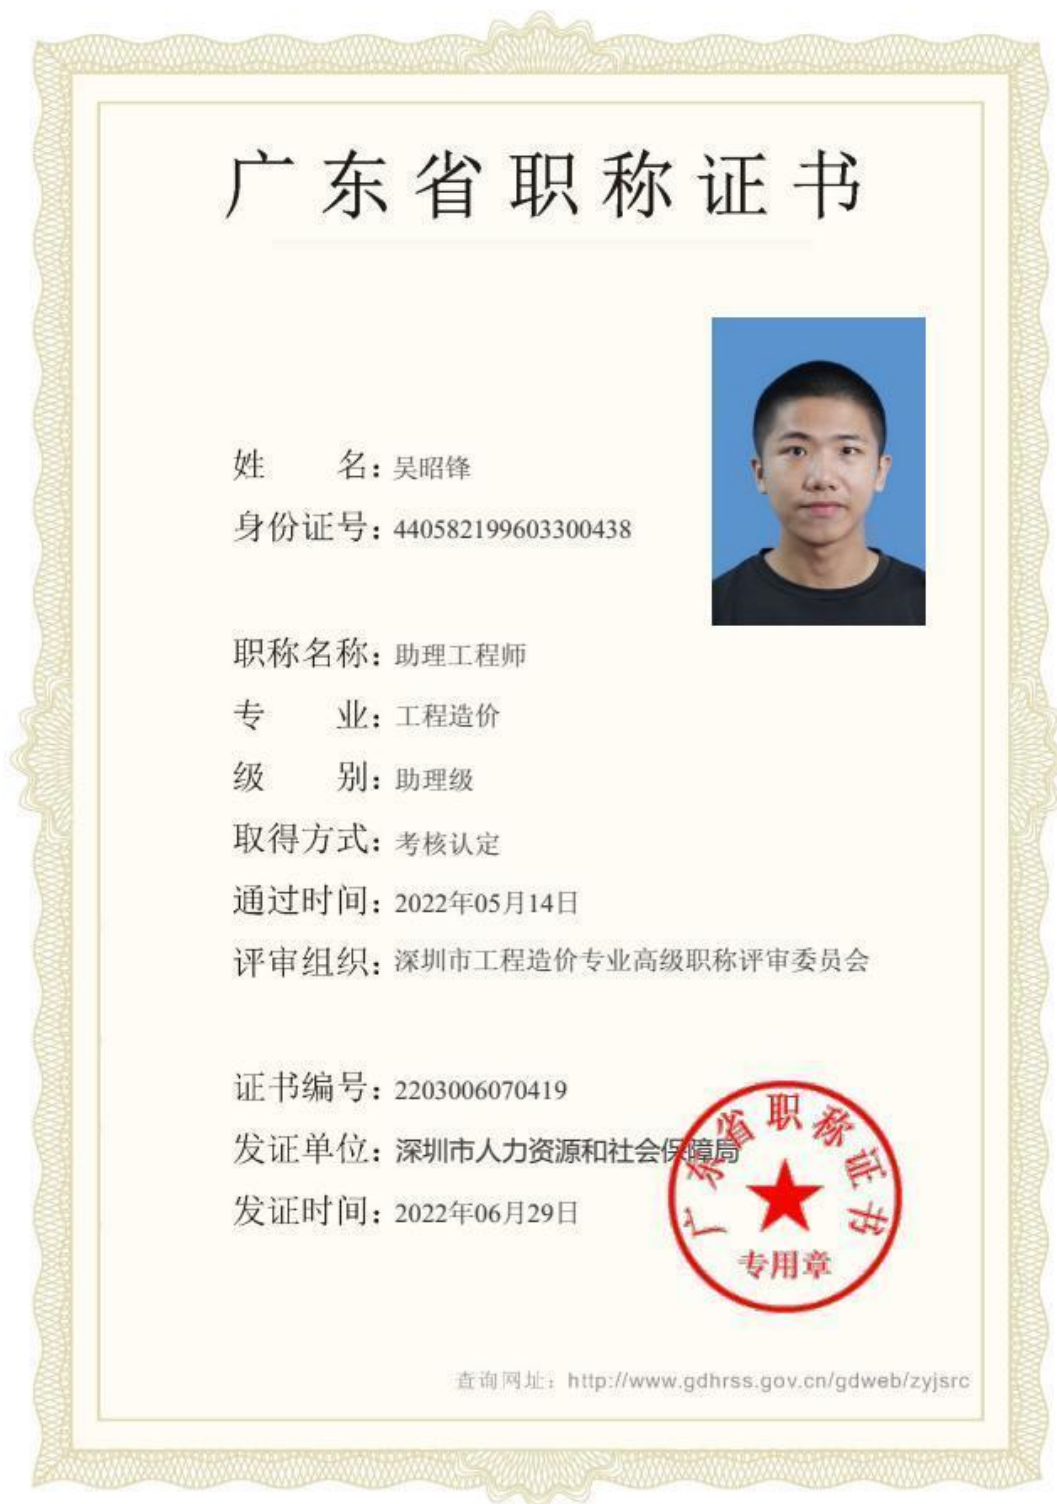 广东省职称证书
姓 名：吴昭锋
身份证号：440582199603300438
职称名称：助理工程师
专 业：工程造价
级 别：助理级
取得方式：考核认定
通过时间：2022年05月14日
评审组织：深圳市工程造价专业高级职称评审委员会
证书编号：2203006070419
发证单位：深圳市人力资源和社会保障局
发证时间：2022年06月29日
广东省职称证书
专用章
查询网址：http://www.gdhrss.gov.cn/gdweb/zyjsrc